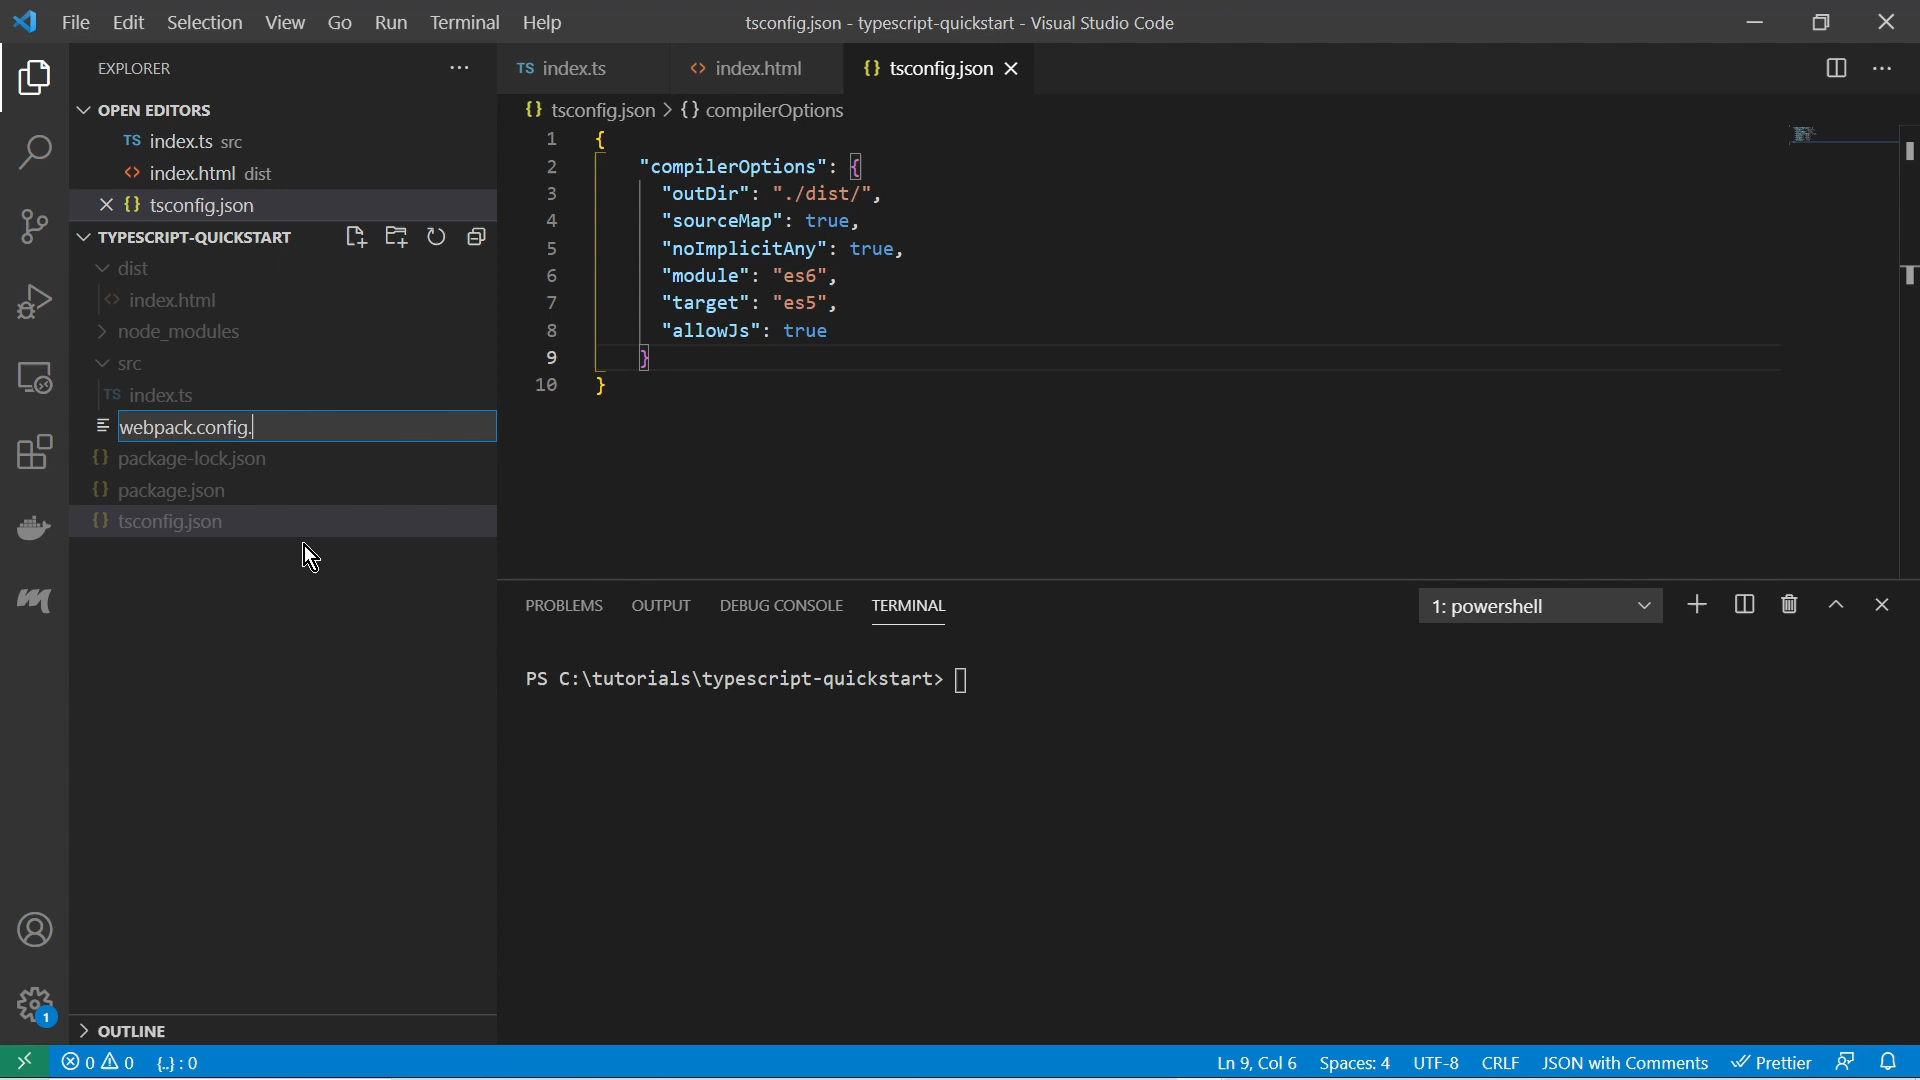 File Edit Selection View Go Run Terminal Help
tsconfig.json - typescript-quickstart - Visual Studio Code
EXPLORER
OPEN EDITORS
TS index.ts src
<> index.html dist
{} tsconfig.json
TYPESCRIPT-QUICKSTART
dist
<> index.html
node_modules
src
TS index.ts
webpack.config.
{} package-lock.json
{} package.json
{} tsconfig.json
OUTLINE
TS index.ts <> index.html {} tsconfig.json
{} tsconfig.json > {} compilerOptions
1 {
2 "compilerOptions": {
3 "outDir": "./dist/",
4 "sourceMap": true,
5 "noImplicitAny": true,
6 "module": "es6",
7 "target": "es5",
8 "allowJs": true
9 }
10 }
PROBLEMS OUTPUT DEBUG CONSOLE TERMINAL
1: powershell
PS C:\tutorials\typescript-quickstart>
1
0 0 {..} : 0
Ln 9, Col 6 Spaces: 4 UTF-8 CRLF JSON with Comments Prettier